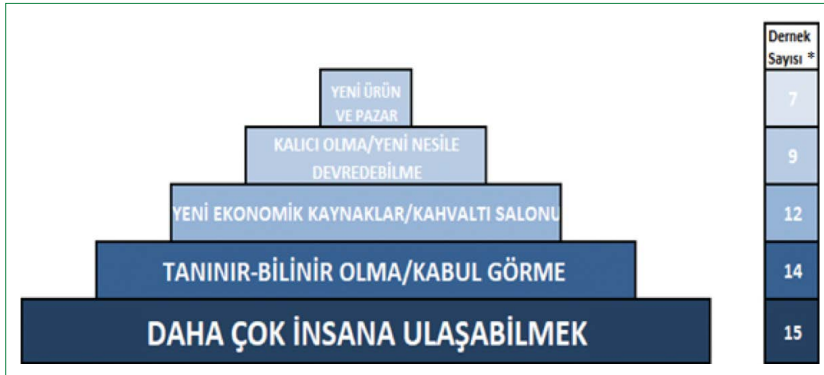 Dernek
Sayısı *
YENİ ÜRÜN
VE PAZAR
7
KALICI OLMA/YENİ NESİLE
DEVREDEBİLME
9
YENİ EKONOMİK KAYNAKLAR/KAHVALTI SALONU
12
TANINIR-BİLİNİR OLMA/KABUL GÖRME
14
DAHA ÇOK İNSANA ULAŞABİLMEK
15